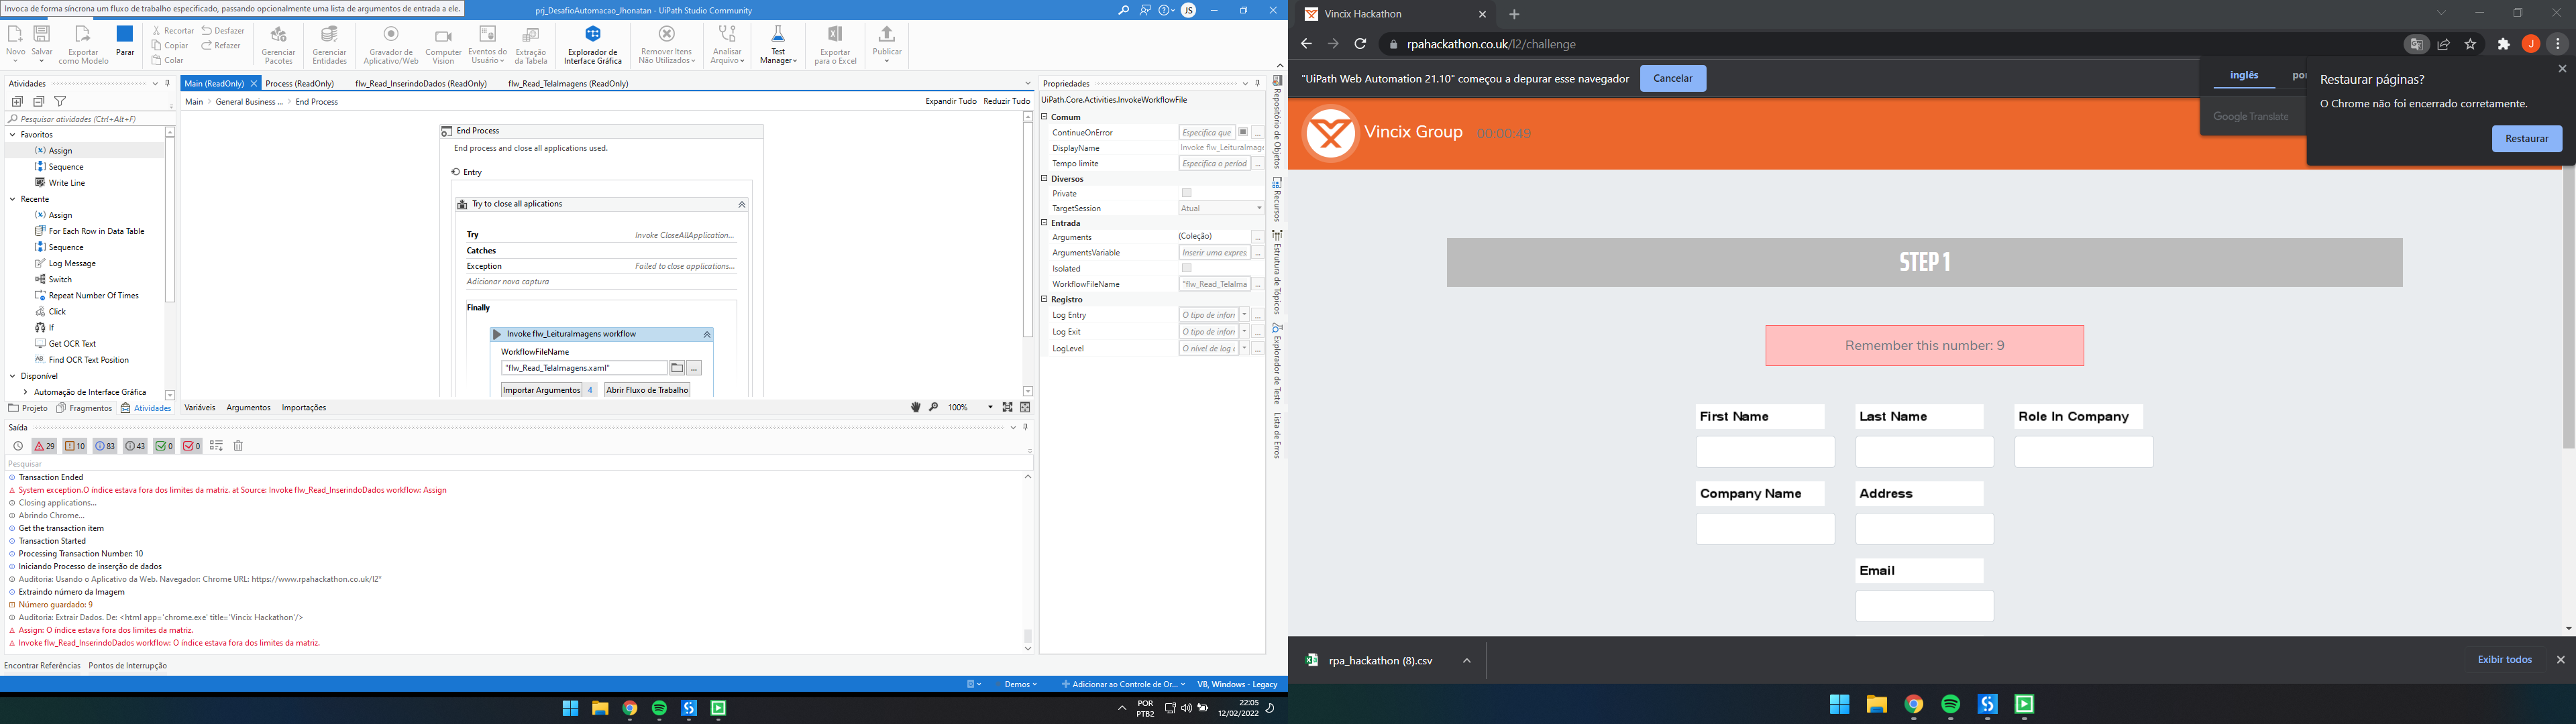 Invoca de forma síncrona um fluxo de trabalho especificado, passando opcionalmente uma lista de argumentos de entrada a ele.
prj_DesafioAutomacao_Jhonatan - UiPath Studio Community
JS
Novo
Salvar
Exportar como Modelo
Parar
Recortar
Copiar
Colar
Desfazer
Refazer
Gerenciar Pacotes
Gerenciar Entidades
Gravador de Aplicativo/Web
Computer Vision
Eventos do Usuário
Extração da Tabela
Explorador de Interface Gráfica
Remover Itens Não Utilizados
Analisar Arquivo
Test Manager
Exportar para o Excel
Publicar
Atividades
Pesquisar atividades (Ctrl+Alt+F)
Favoritos
Assign
Sequence
Write Line
Recente
Assign
For Each Row in Data Table
Sequence
Log Message
Switch
Repeat Number Of Times
Click
If
Get OCR Text
Find OCR Text Position
Disponível
Automação de Interface Gráfica
Projeto
Fragmentos
Atividades
Main (ReadOnly)
Process (ReadOnly)
flw_Read_InserindoDados (ReadOnly)
flw_Read_TelaImagens (ReadOnly)
Main > General Business ... > End Process
Expandir Tudo
Reduzir Tudo
End Process
End process and close all applications used.
Entry
Try to close all aplications
Try
Invoke CloseAllApplication...
Catches
Exception
Failed to close applications...
Adicionar nova captura
Finally
Invoke flw_LeituraImagens workflow
WorkflowFileName
"flw_Read_TelaImagens.xaml"
...
Importar Argumentos 4
Abrir Fluxo de Trabalho
Variáveis
Argumentos
Importações
100%
Propriedades
UiPath.Core.Activities.InvokeWorkflowFile
Comum
ContinueOnError
Especifica que
DisplayName
Invoke flw_LeituraImage
Tempo limite
Especifica o períod
Diversos
Private
TargetSession
Atual
Entrada
Arguments
(Coleção)
ArgumentsVariable
Inserir uma expres
Isolated
WorkflowFileName
"flw_Read_TelaIma
Registro
Log Entry
O tipo de infor
Log Exit
O tipo de infor
LogLevel
O nível de log
Repositório de Objetos
Recursos
Estrutura de Tópicos
Explorador de Teste
Lista de Erros
Saída
29
10
83
43
0
0
Pesquisar
Transaction Ended
System exception.O índice estava fora dos limites da matriz. at Source: Invoke flw_Read_InserindoDados workflow: Assign
Closing applications...
Abrindo Chrome...
Get the transaction item
Transaction Started
Processing Transaction Number: 10
Iniciando Processo de inserção de dados
Auditoria: Usando o Aplicativo da Web. Navegador: Chrome URL: https://www.rpahackathon.co.uk/l2*
Extraindo número da Imagem
Número guardado: 9
Auditoria: Extrair Dados. De: <html app='chrome.exe' title='Vincix Hackathon'/>
Assign: O índice estava fora dos limites da matriz.
Invoke flw_Read_InserindoDados workflow: O índice estava fora dos limites da matriz.
Encontrar Referências
Pontos de Interrupção
Demos
Adicionar ao Controle de Or...
VB, Windows - Legacy
POR
PTB2
22:05
12/02/2022
Vincix Hackathon
rpahackathon.co.uk/l2/challenge
J
"UiPath Web Automation 21.10" começou a depurar esse navegador
Cancelar
inglês
por
Google Translate
Restaurar páginas?
O Chrome não foi encerrado corretamente.
Restaurar
Vincix Group
00:00:49
STEP 1
Remember this number: 9
First Name
Last Name
Role In Company
Company Name
Address
Email
rpa_hackathon (8).csv
Exibir todos